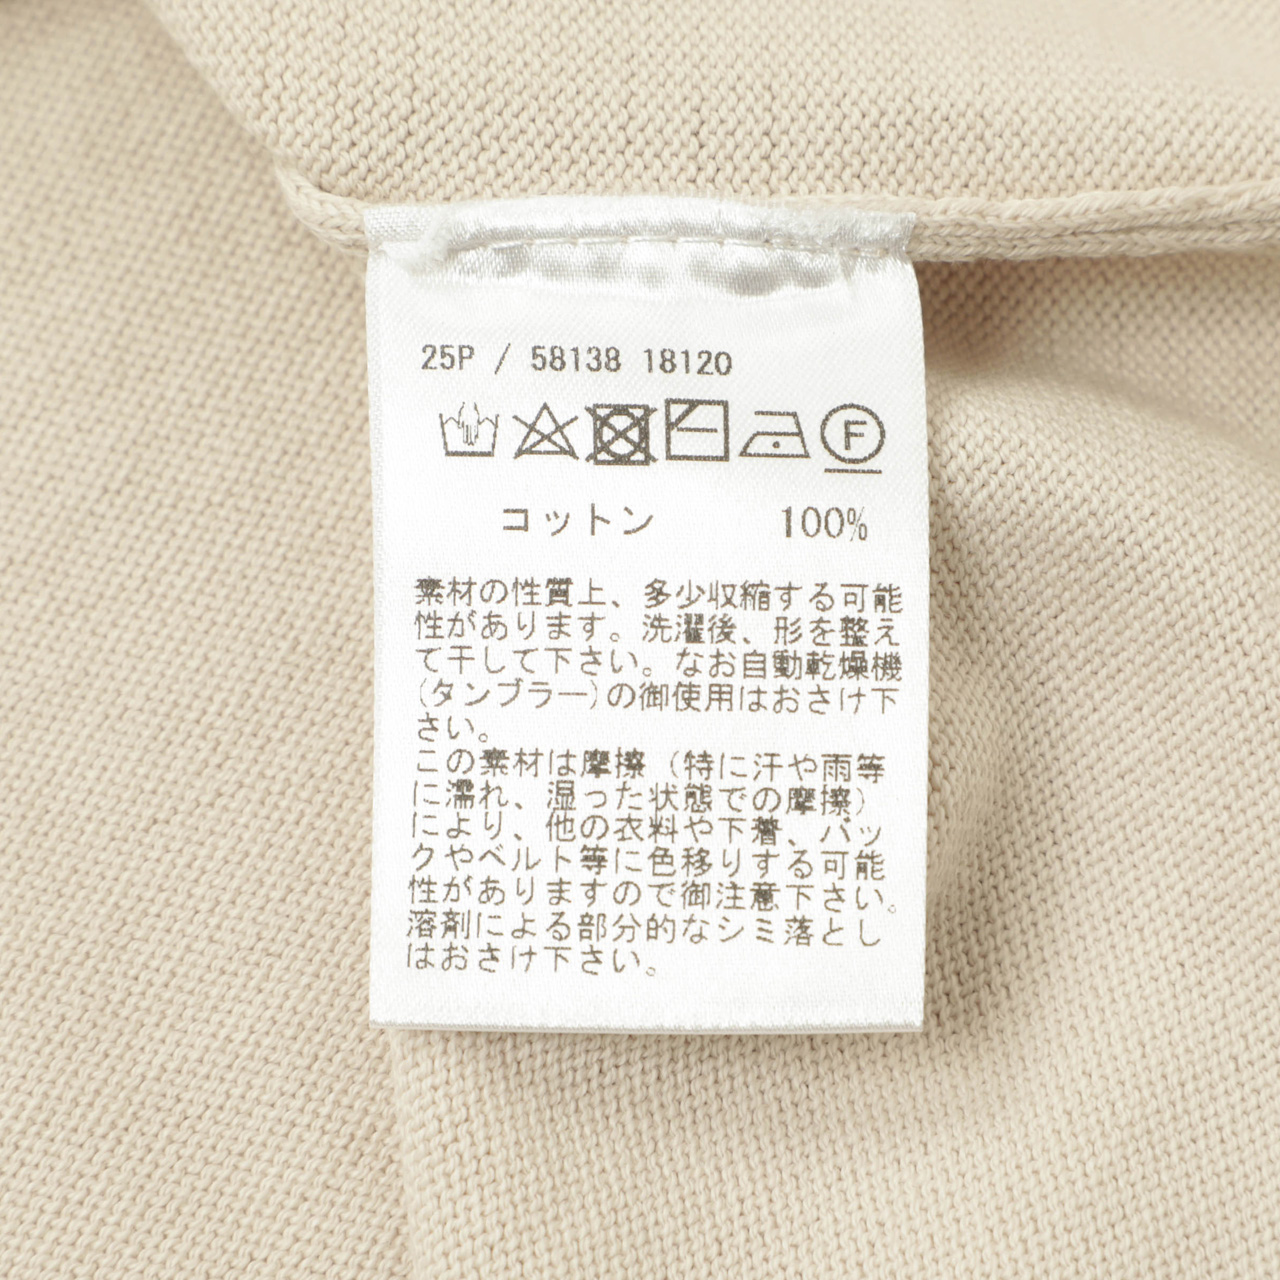 25P / 58138 18120
F
コットン 100%
素材の性質上、多少収縮する可能
性があります。洗濯後、形を整え
て干して下さい。なお自動乾燥機
(タンブラー)の御使用はおさけ下
さい。
この素材は摩擦(特に汗や雨等
に濡れ、湿った状態での摩擦)
により、他の衣料や下着、バッ
クやベルト等に色移りする可能
性がありますので御注意下さい。
溶剤による部分的なシミ落とし
はおさけ下さい。